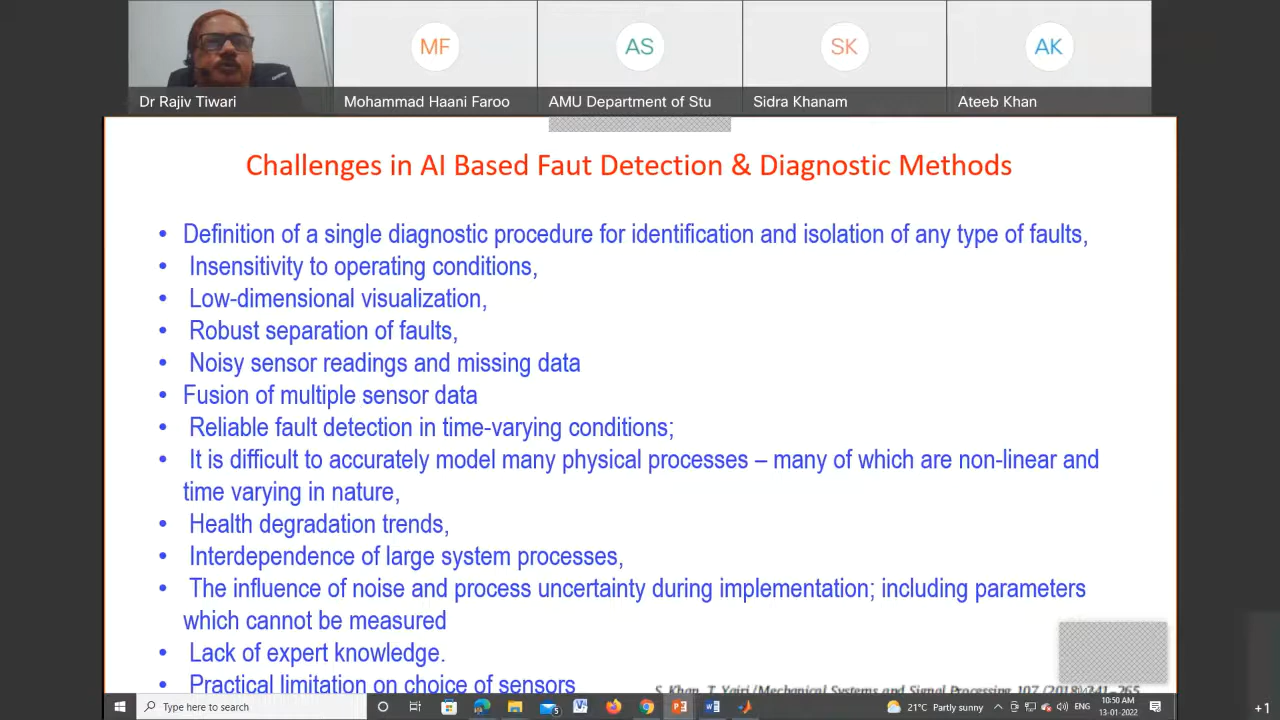 MF
AS
SK
AK
Dr Rajiv Tiwari
Mohammad Haani Faroo
AMU Department of Stu
Sidra Khanam
Ateeb Khan
Challenges in AI Based Faut Detection & Diagnostic Methods
• Definition of a single diagnostic procedure for identification and isolation of any type of faults,
• Insensitivity to operating conditions,
• Low-dimensional visualization,
• Robust separation of faults,
• Noisy sensor readings and missing data
• Fusion of multiple sensor data
• Reliable fault detection in time-varying conditions;
• It is difficult to accurately model many physical processes – many of which are non-linear and
time varying in nature,
• Health degradation trends,
• Interdependence of large system processes,
• The influence of noise and process uncertainty during implementation; including parameters
which cannot be measured
• Lack of expert knowledge.
• Practical limitation on choice of sensors
S. Khan, T. Yairi/Mechanical Systems and Signal Processing 107 (2018) 241–265
Type here to search
5
21°C Partly sunny
ENG
10:50 AM
13-01-2022
+1